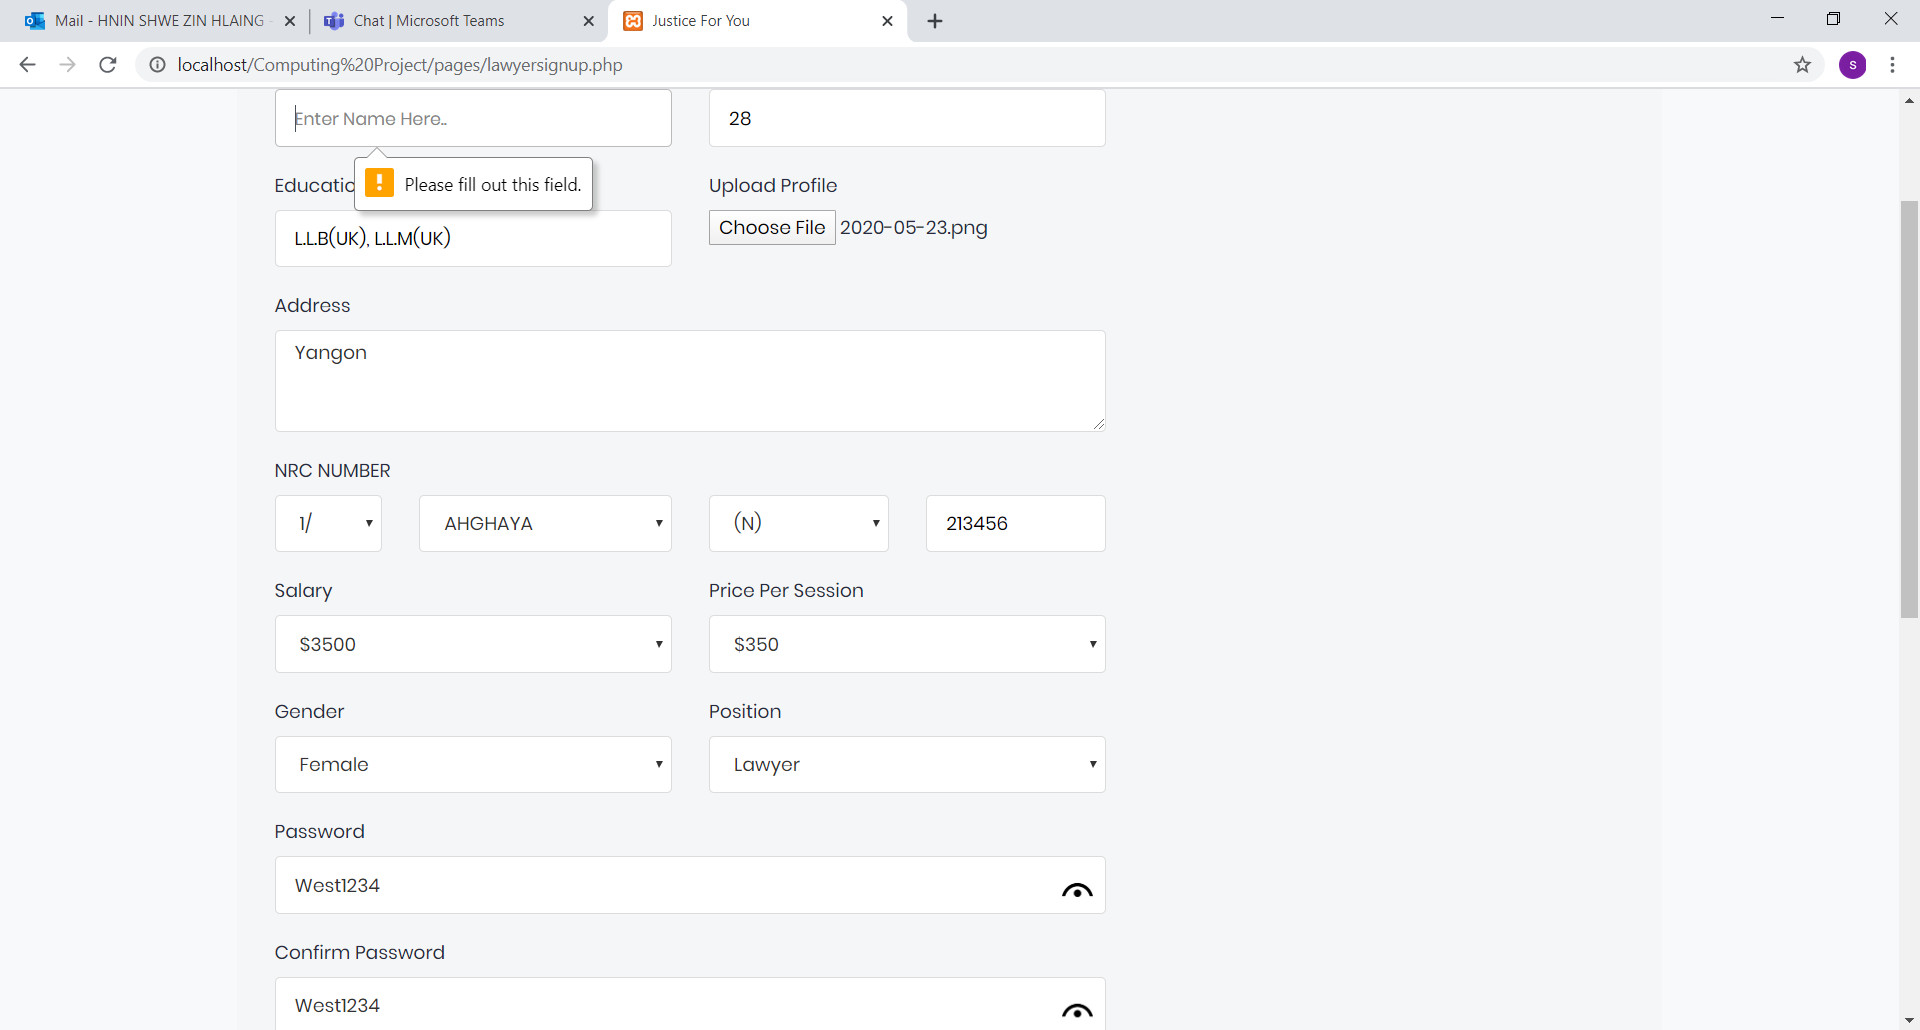 Mail - HNIN SHWE ZIN HLAING
Chat | Microsoft Teams
Justice For You
localhost/Computing%20Project/pages/lawyersignup.php
s
Enter Name Here..
28
Please fill out this field.
Upload Profile
L.L.B(UK), L.L.M(UK)
Choose File 2020-05-23.png
Address
Yangon
NRC NUMBER
1/ AHGHAYA (N) 213456
Salary Price Per Session
$3500 $350
Gender Position
Female Lawyer
Password
West1234
Confirm Password
West1234